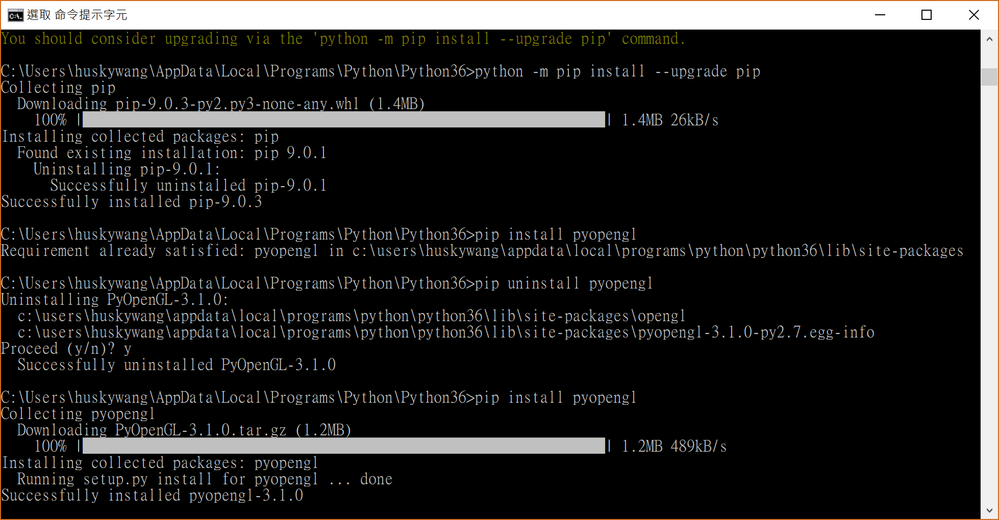 選取 命令提示字元
You should consider upgrading via the 'python -m pip install --upgrade pip' command.
C:\Users\huskywang\AppData\Local\Programs\Python\Python36>python -m pip install --upgrade pip
Collecting pip
  Downloading pip-9.0.3-py2.py3-none-any.whl (1.4MB)
    100% |████████████████████████████████| 1.4MB 26kB/s
Installing collected packages: pip
  Found existing installation: pip 9.0.1
    Uninstalling pip-9.0.1:
      Successfully uninstalled pip-9.0.1
Successfully installed pip-9.0.3
C:\Users\huskywang\AppData\Local\Programs\Python\Python36>pip install pyopengl
Requirement already satisfied: pyopengl in c:\users\huskywang\appdata\local\programs\python\python36\lib\site-packages
C:\Users\huskywang\AppData\Local\Programs\Python\Python36>pip uninstall pyopengl
Uninstalling PyOpenGL-3.1.0:
  c:\users\huskywang\appdata\local\programs\python\python36\lib\site-packages\opengl
  c:\users\huskywang\appdata\local\programs\python\python36\lib\site-packages\pyopengl-3.1.0-py2.7.egg-info
Proceed (y/n)? y
  Successfully uninstalled PyOpenGL-3.1.0
C:\Users\huskywang\AppData\Local\Programs\Python\Python36>pip install pyopengl
Collecting pyopengl
  Downloading PyOpenGL-3.1.0.tar.gz (1.2MB)
    100% |████████████████████████████████| 1.2MB 489kB/s
Installing collected packages: pyopengl
  Running setup.py install for pyopengl ... done
Successfully installed pyopengl-3.1.0